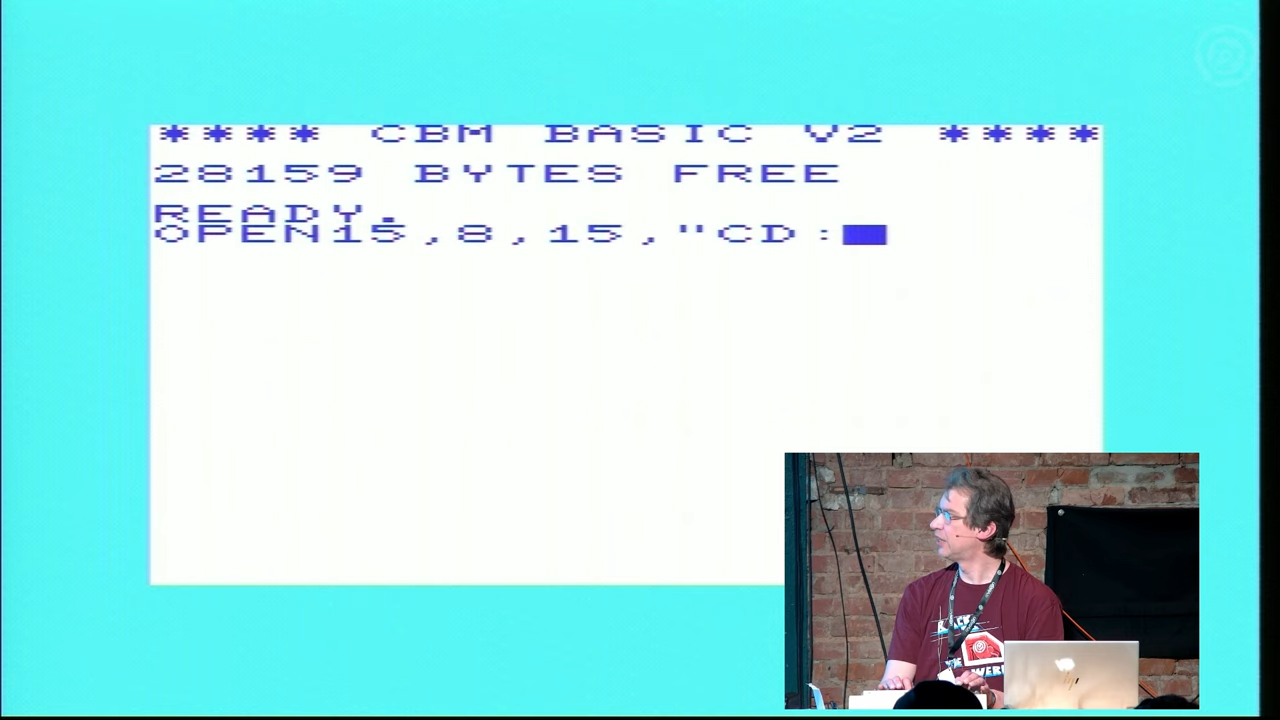 **** CBM BASIC V2 ****
28159 BYTES FREE
READY.
OPEN15,8,15,"CD: